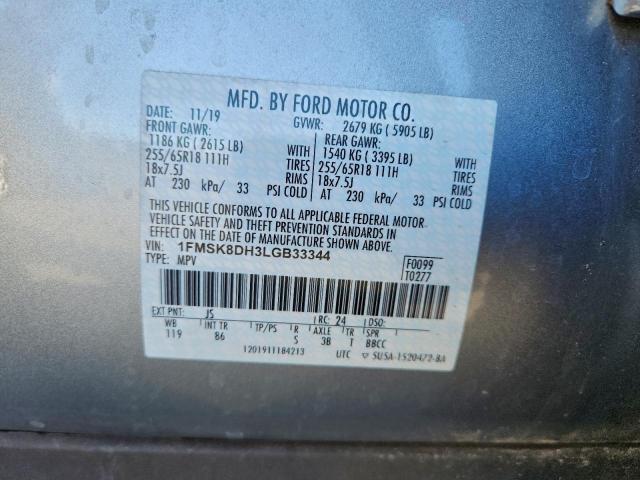 MFD. BY FORD MOTOR CO.
DATE: 11/19 GVWR: 2679 KG ( 5905 LB)
FRONT GAWR: REAR GAWR:
1186 KG ( 2615 LB) WITH 1540 KG ( 3395 LB) WITH
255/65R18 111H TIRES 255/65R18 111H TIRES
18x7.5J RIMS 18x7.5J RIMS
AT 230 kPa/ 33 PSI COLD AT 230 kPa/ 33 PSI COLD
THIS VEHICLE CONFORMS TO ALL APPLICABLE FEDERAL MOTOR
VEHICLE SAFETY AND THEFT PREVENTION STANDARDS IN
EFFECT ON THE DATE OF MANUFACTURE SHOWN ABOVE.
VIN: 1FMSK8DH3LGB33344
TYPE: MPV F0099
T0277
EXT PNT: JS RC: 24 DSO:
WB INT TR TP/PS R AXLE TR SPR
119 86 5 3B T BBCC
1201911184213 UTC ▽ 5USA-1520472-BA